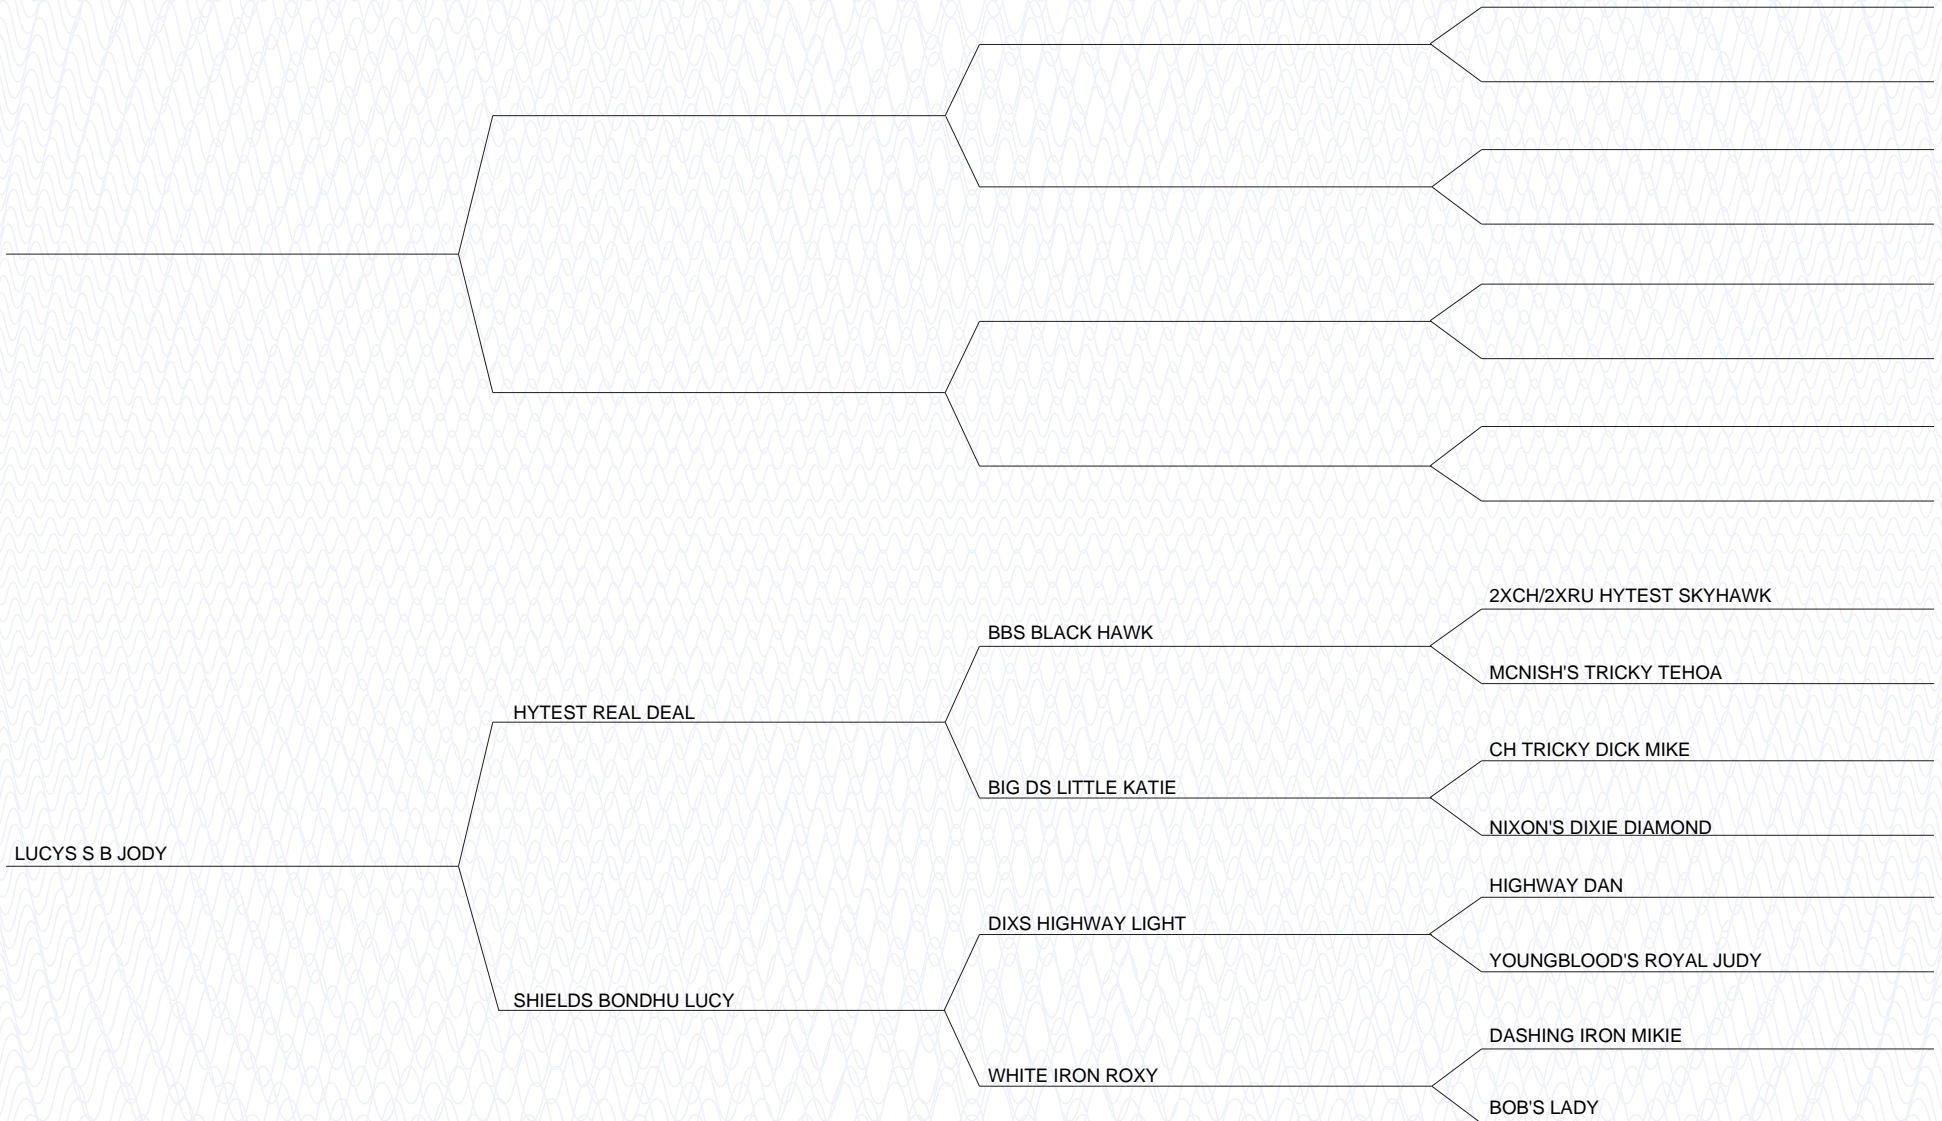 2XCH/2XRU HYTEST SKYHAWK
BBS BLACK HAWK
MCNISH'S TRICKY TEHOA
HYTEST REAL DEAL
CH TRICKY DICK MIKE
BIG DS LITTLE KATIE
NIXON'S DIXIE DIAMOND
LUCYS S B JODY
HIGHWAY DAN
DIXS HIGHWAY LIGHT
YOUNGBLOOD'S ROYAL JUDY
SHIELDS BONDHU LUCY
DASHING IRON MIKIE
WHITE IRON ROXY
BOB'S LADY